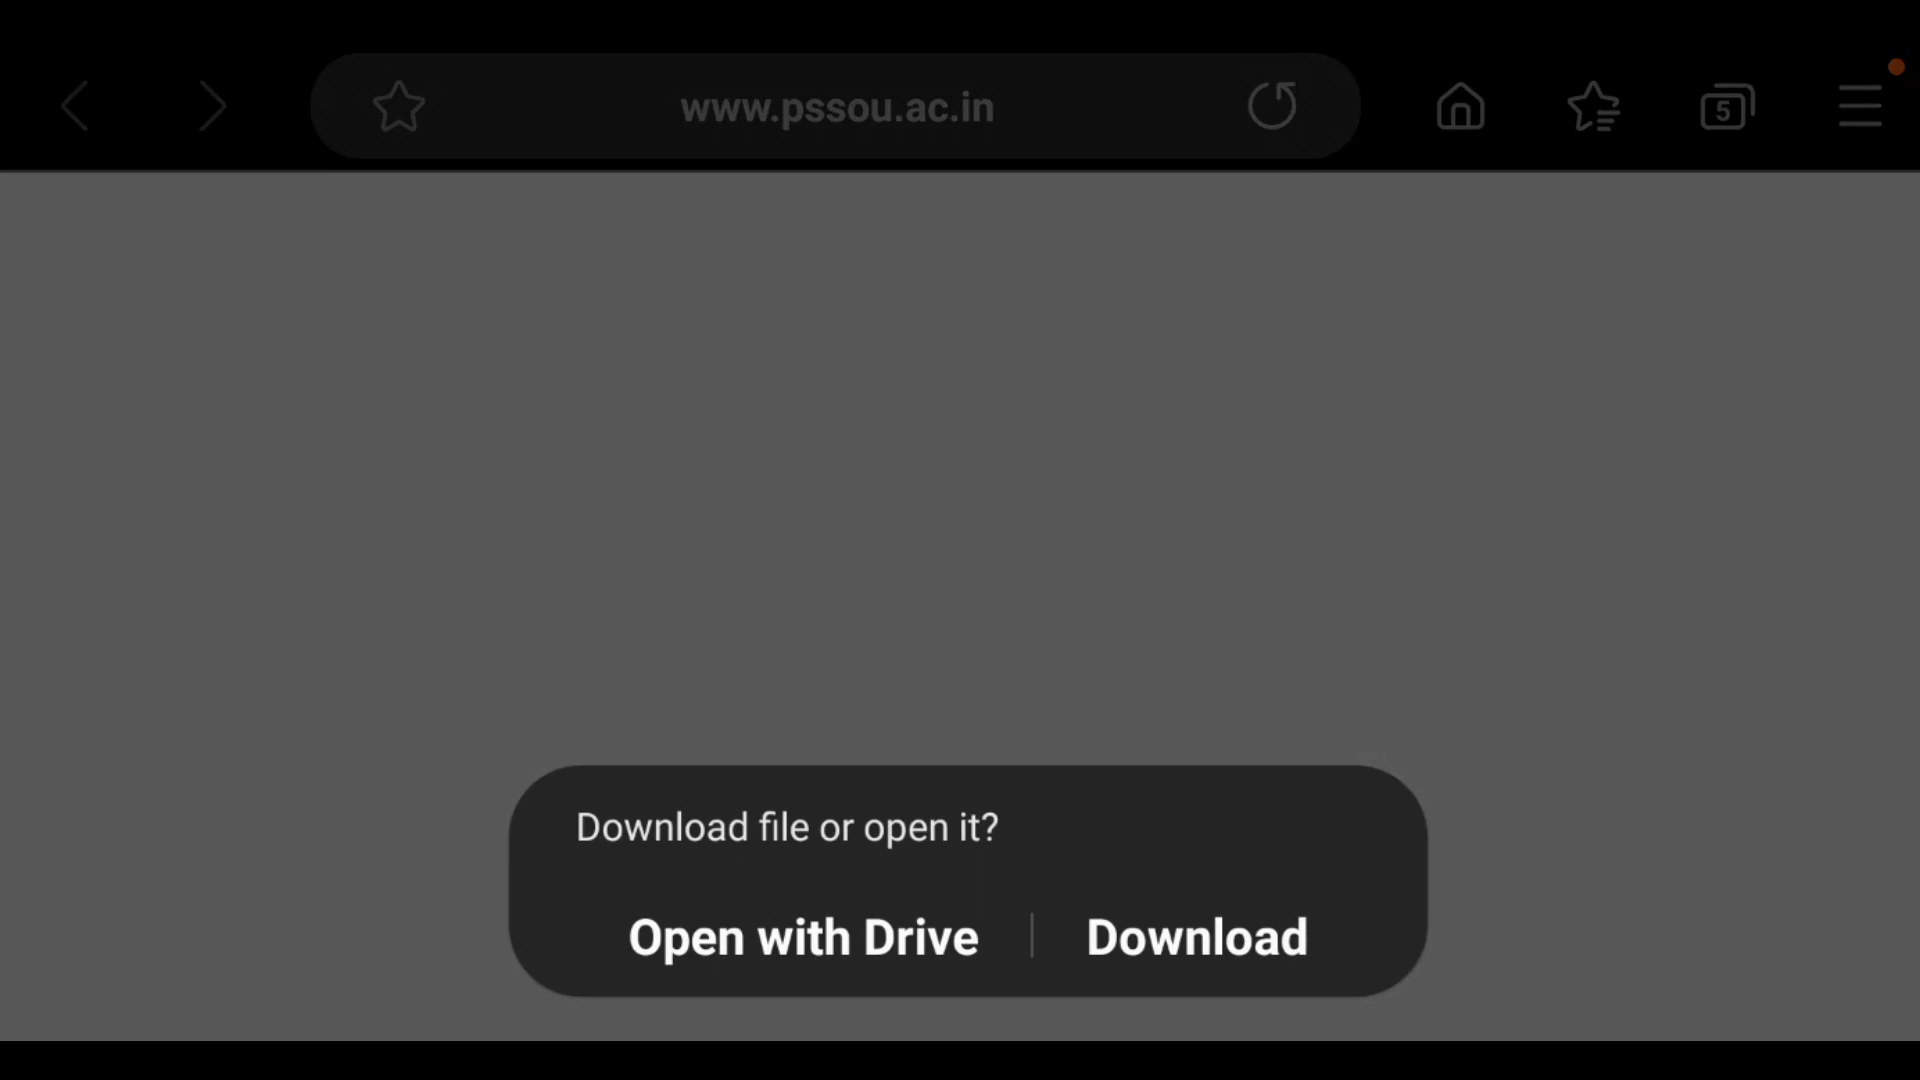 www.pssou.ac.in
5
Download file or open it?
Open with Drive
Download